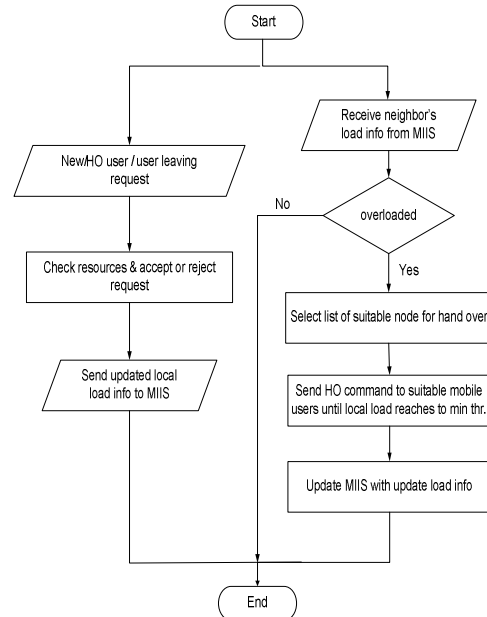 Start
New/HO user / user leaving
request
Check resources & accept or reject
request
Send updated local
load info to MIIS
Receive neighbor's
load info from MIIS
overloaded
No
Yes
Select list of suitable node for hand over
Send HO command to suitable mobile
users until local load reaches to min thr.
Update MIIS with update load info
End